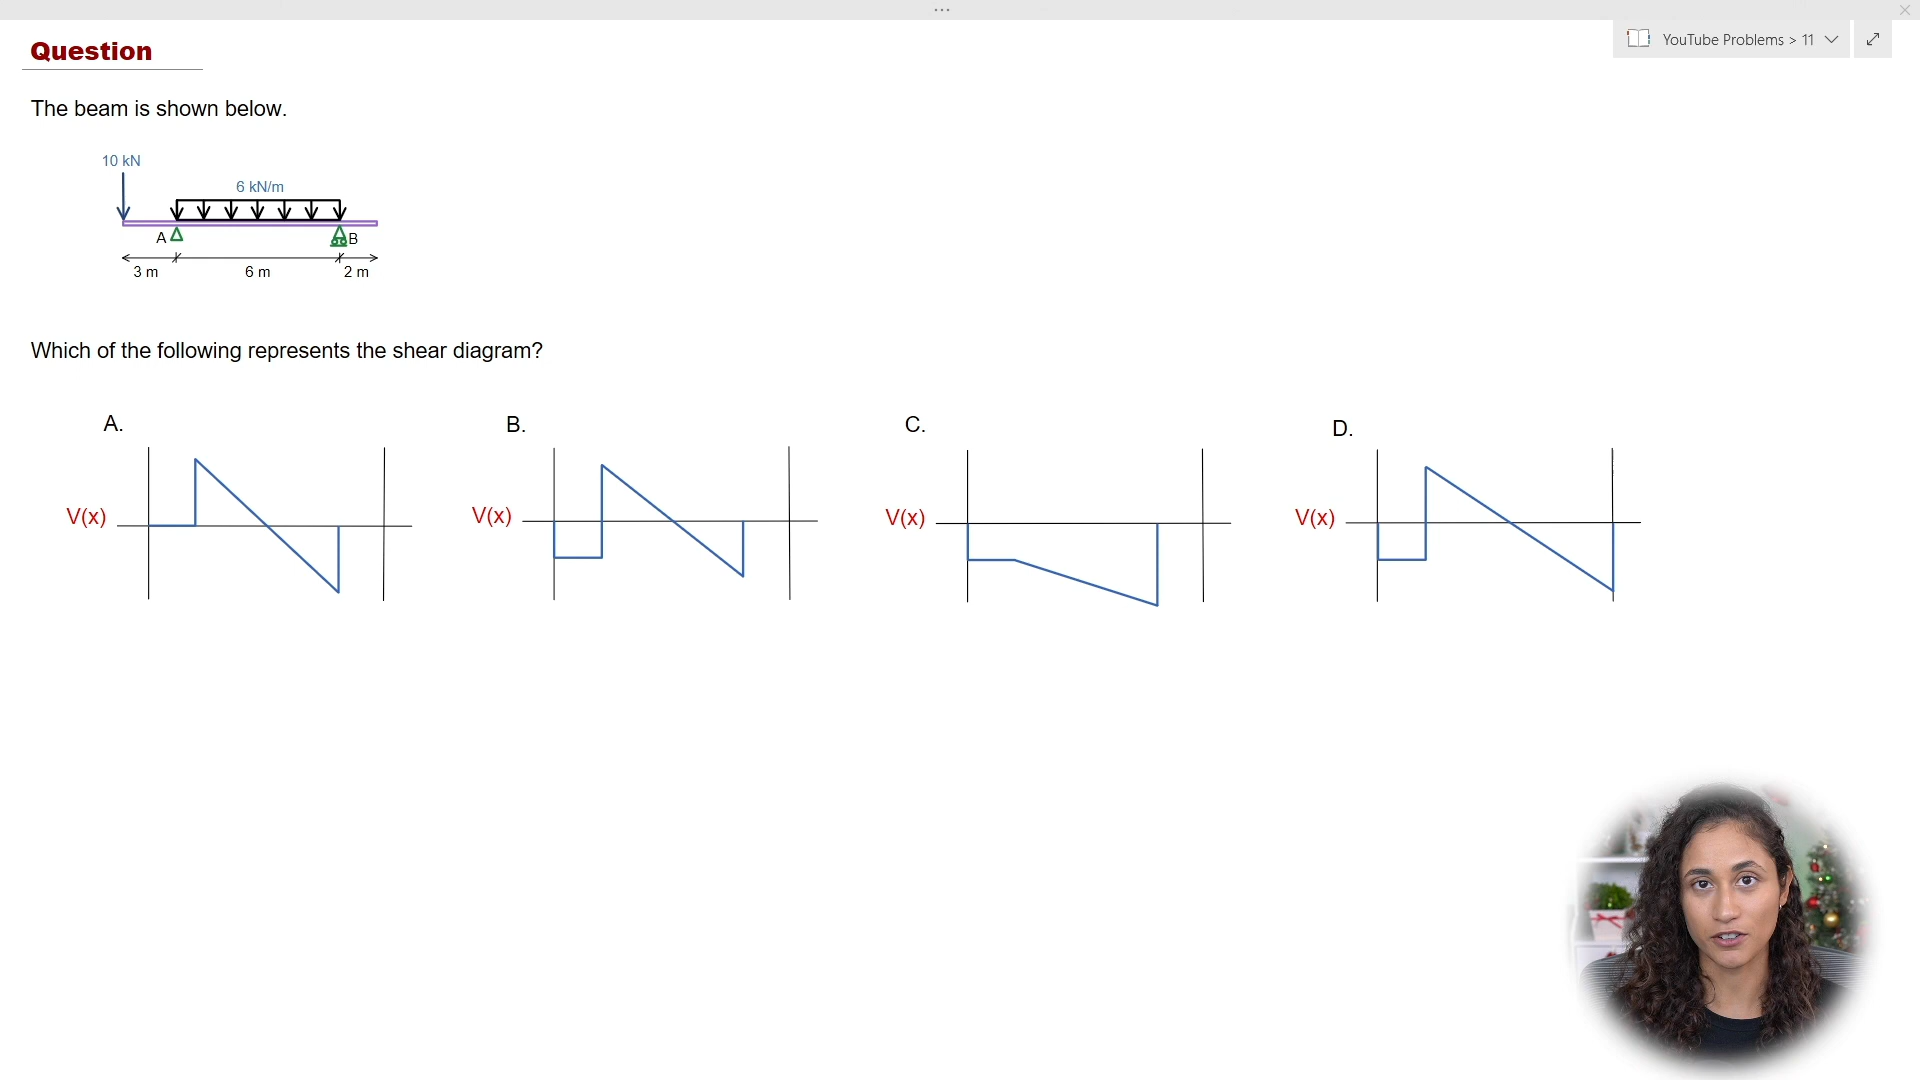 Question
YouTube Problems > 11
The beam is shown below.
10 kN
6 kN/m
A
B
3 m
6 m
2 m
Which of the following represents the shear diagram?
A.
B.
C.
D.
V(x)
V(x)
V(x)
V(x)